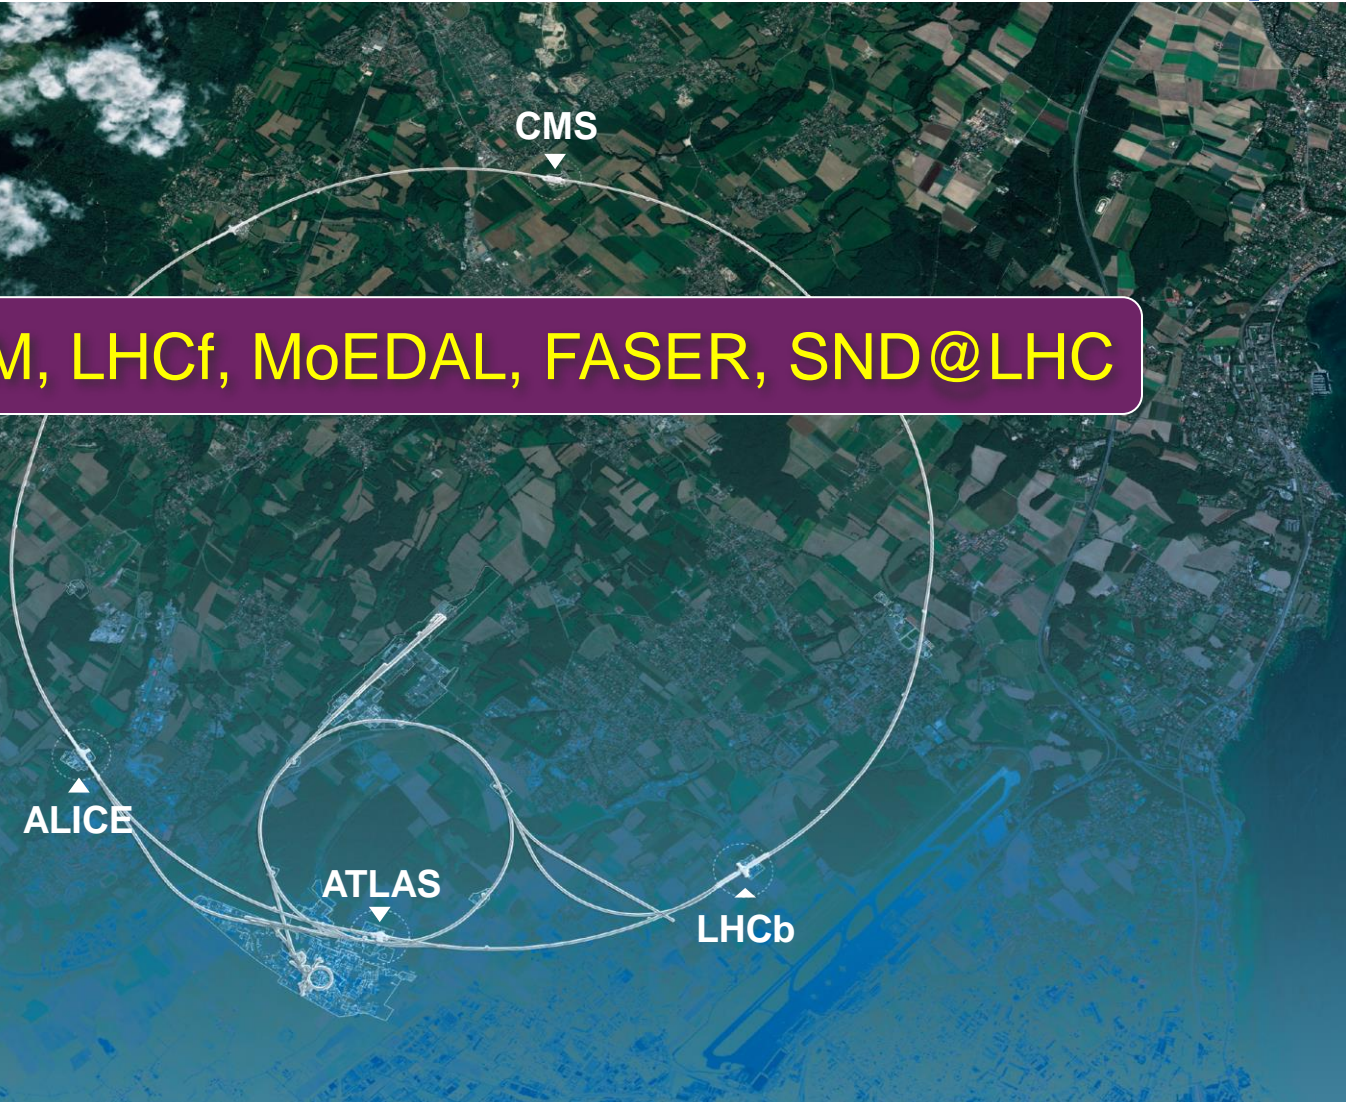 CMS
M, LHCf, MoEDAL, FASER, SND@LHC
ALICE
ATLAS
LHCb